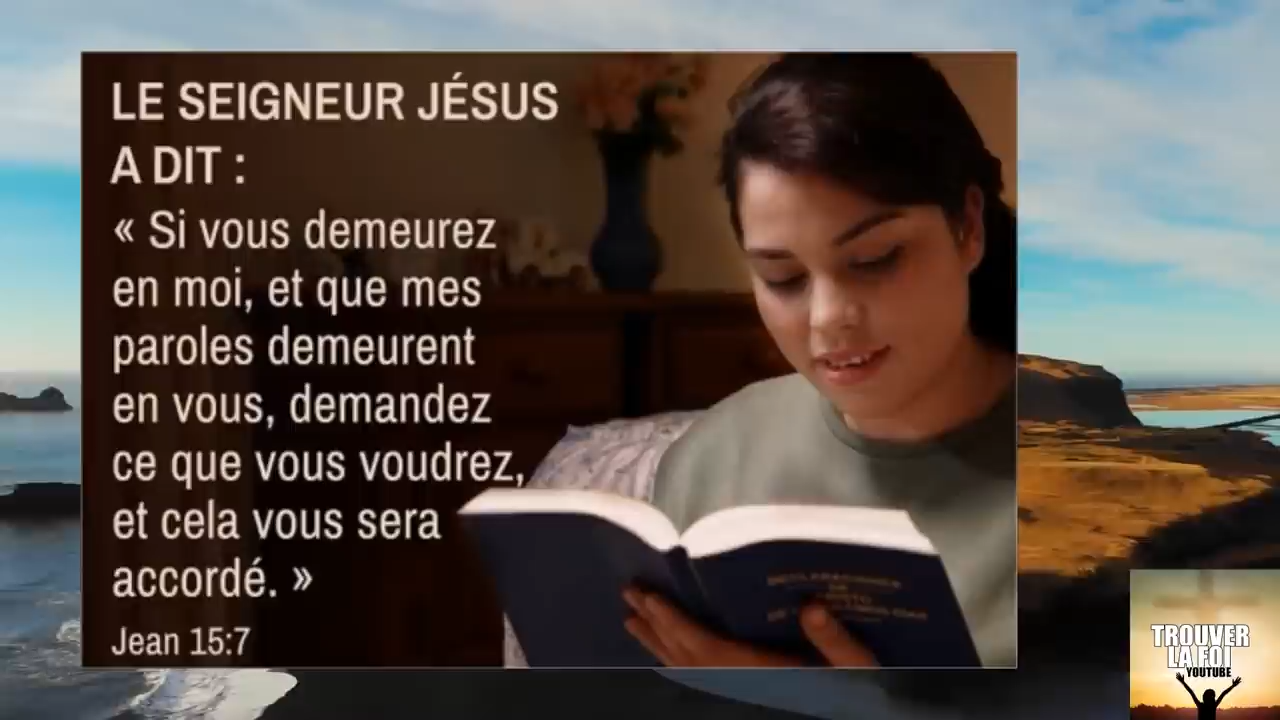 LE SEIGNEUR JÉSUS
A DIT :
« Si vous demeurez
en moi, et que mes
paroles demeurent
en vous, demandez
ce que vous voudrez,
et cela vous sera
accordé. »
Jean 15:7
TROUVER
LA FOI
YOUTUBE